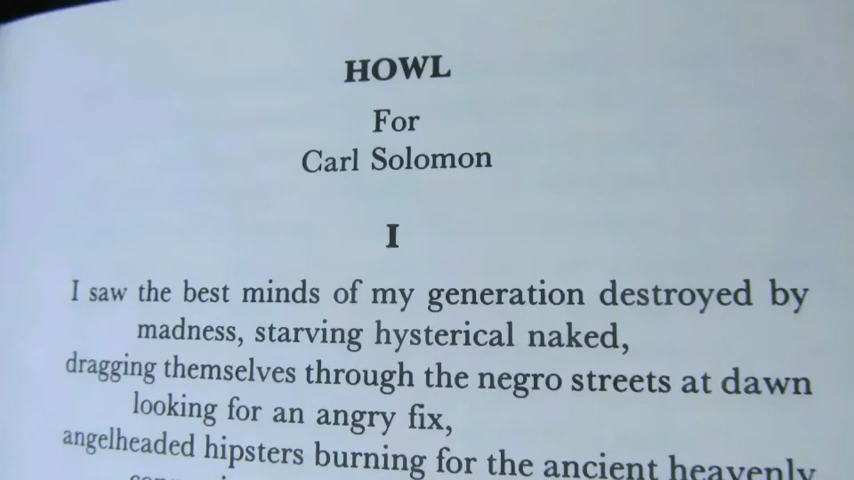 HOWL
For
Carl Solomon
I
I saw the best minds of my generation destroyed by
madness, starving hysterical naked,
dragging themselves through the negro streets at dawn
looking for an angry fix,
angelheaded hipsters burning for the ancient heavenly